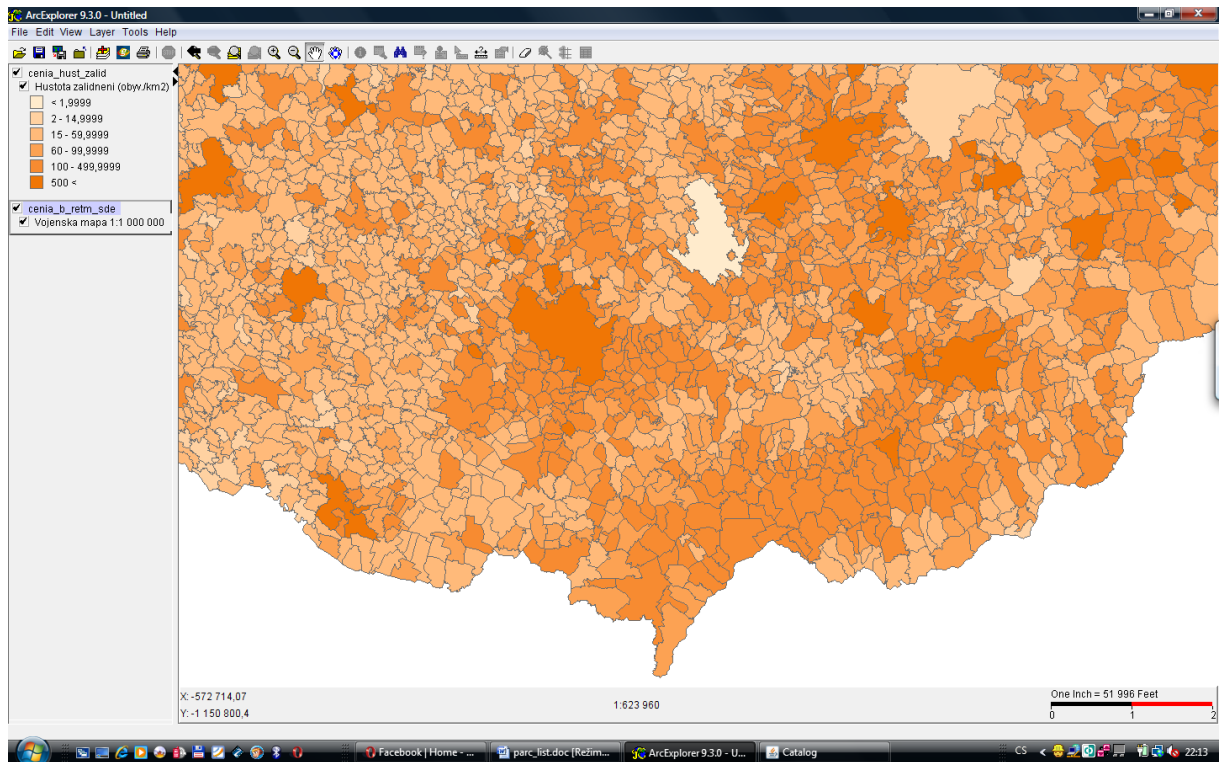 ArcExplorer 9.3.0 - Untitled
File Edit View Layer Tools Help
cenia_hust_zalid
Hustota zalidneni (obyv./km2)
< 1,9999
2 - 14,9999
15 - 59,9999
60 - 99,9999
100 - 499,9999
500 <
cenia_b_retm_sde
Vojenska mapa 1:1 000 000
X: -572 714,07
Y: -1 150 800,4
1:623 960
One Inch = 51 996 Feet
0 1 2
Facebook | Home - ...
parc_list.doc [Režim...
ArcExplorer 9.3.0 - U...
Catalog
CS
22:13